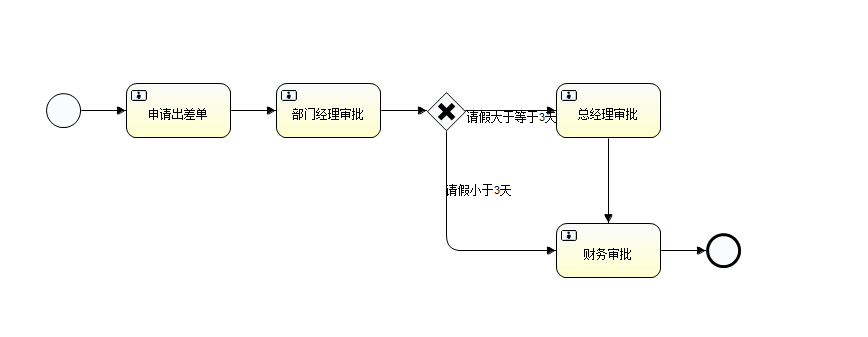 申请出差单
部门经理审批
请假大于等于3天
总经理审批
请假小于3天
财务审批